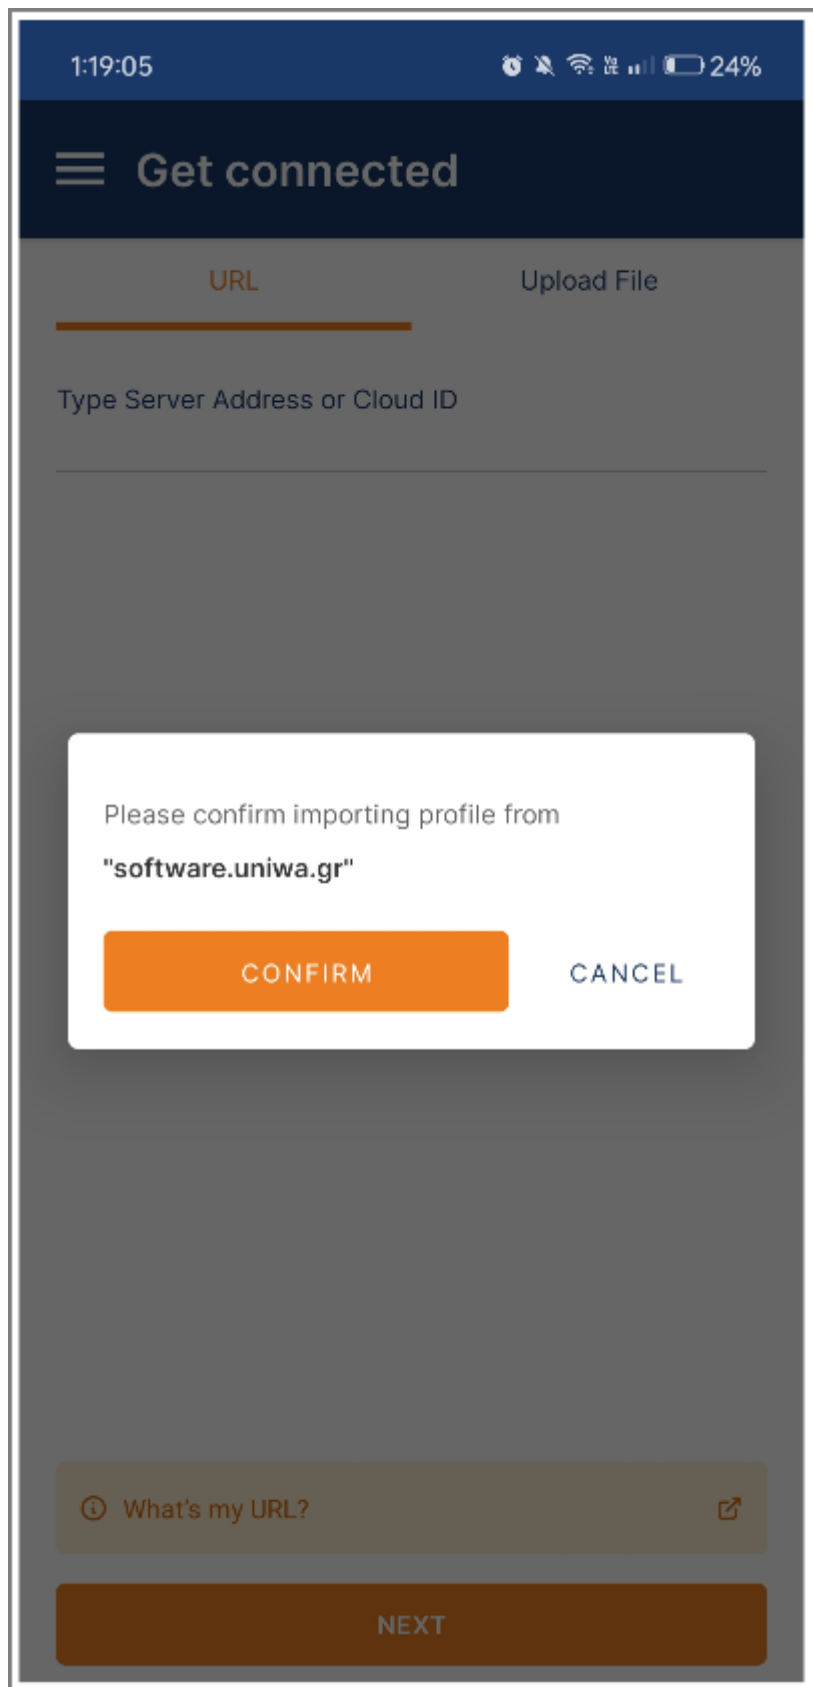 1:19:05 24%
Get connected
URL Upload File
Type Server Address or Cloud ID
Please confirm importing profile from
"software.uniwa.gr"
CONFIRM CANCEL
What's my URL?
NEXT